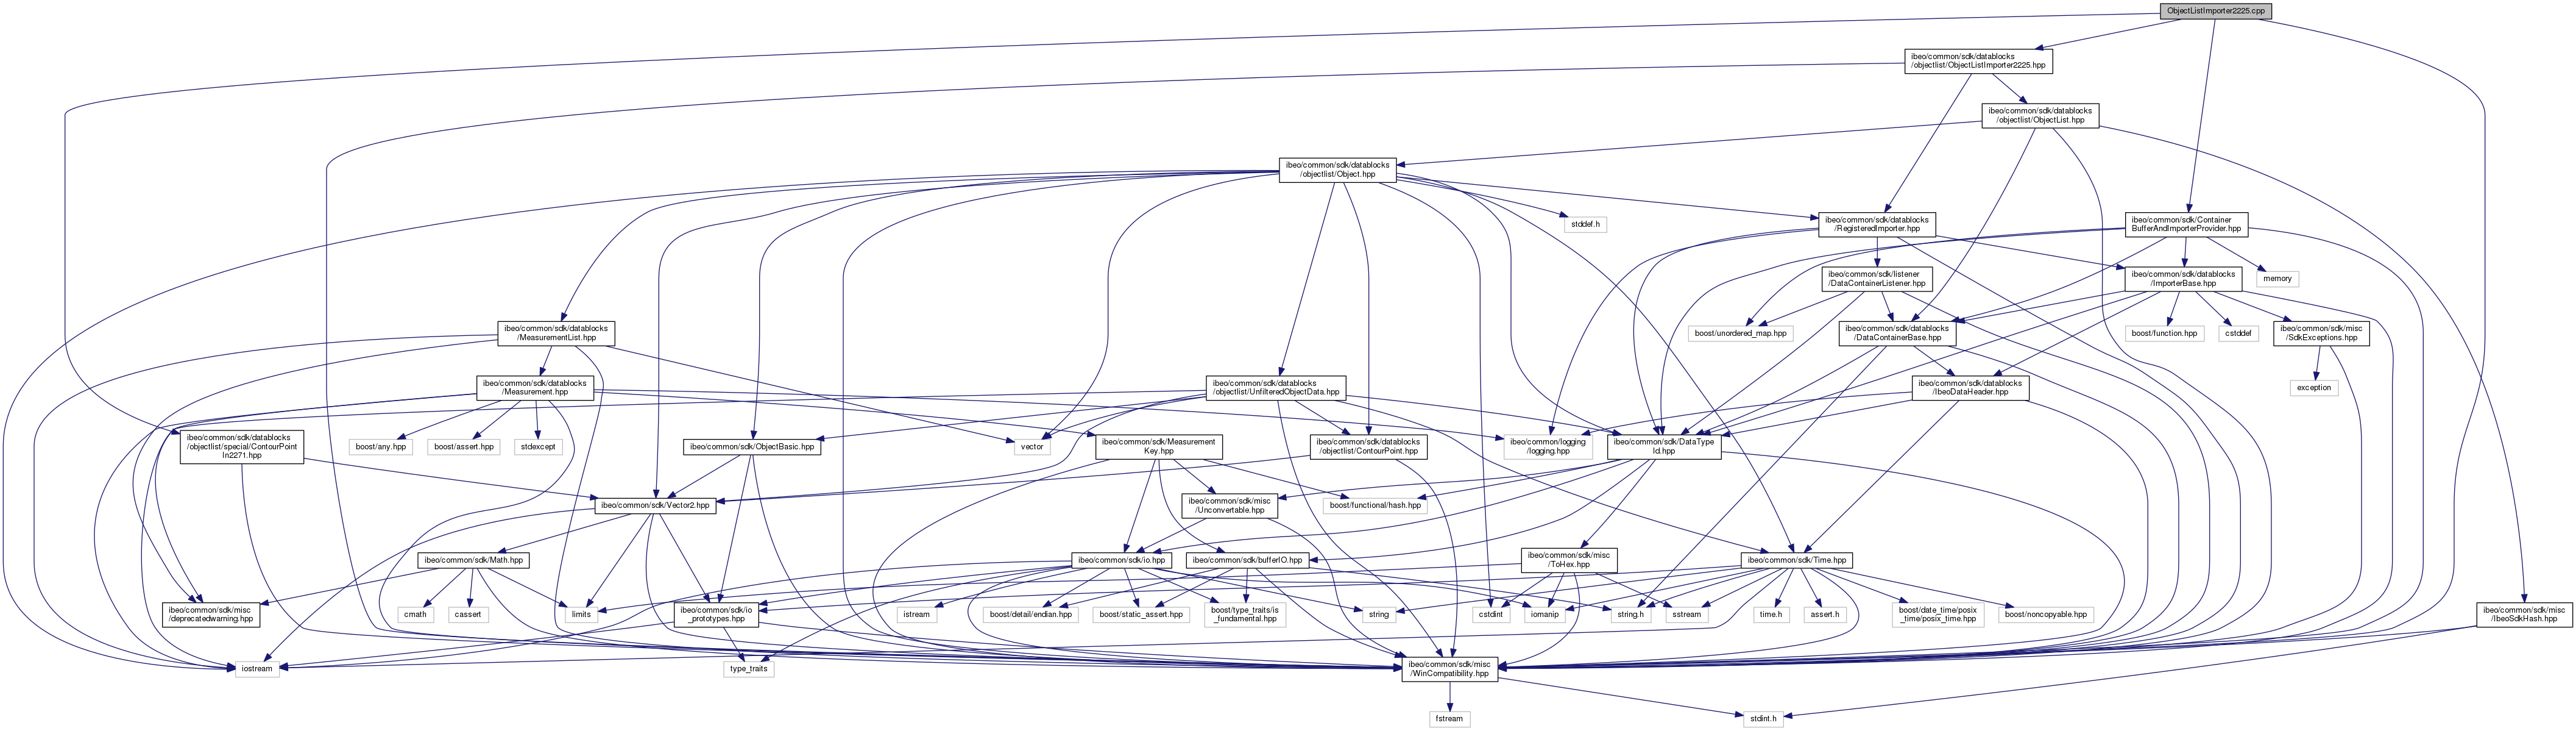 ObjectListImporter2225.cpp
ibeo/common/sdk/datablocks
/objectlist/ObjectListImporter2225.hpp
ibeo/common/sdk/datablocks
/objectlist/ObjectList.hpp
ibeo/common/sdk/datablocks
/objectlist/Object.hpp
stddef.h
ibeo/common/sdk/datablocks
/RegisteredImporter.hpp
ibeo/common/sdk/Container
BufferAndImporterProvider.hpp
ibeo/common/sdk/listener
/DataContainerListener.hpp
ibeo/common/sdk/datablocks
/ImporterBase.hpp
memory
ibeo/common/sdk/datablocks
/MeasurementList.hpp
boost/unordered_map.hpp
ibeo/common/sdk/datablocks
/DataContainerBase.hpp
boost/function.hpp
cstddef
ibeo/common/sdk/misc
/SdkExceptions.hpp
ibeo/common/sdk/datablocks
/Measurement.hpp
ibeo/common/sdk/datablocks
/objectlist/UnfilteredObjectData.hpp
ibeo/common/sdk/datablocks
/IbeoDataHeader.hpp
exception
ibeo/common/sdk/datablocks
/objectlist/special/ContourPoint
In2271.hpp
boost/any.hpp
boost/assert.hpp
stdexcept
ibeo/common/sdk/ObjectBasic.hpp
vector
ibeo/common/sdk/Measurement
Key.hpp
ibeo/common/sdk/datablocks
/objectlist/ContourPoint.hpp
ibeo/common/logging
/logging.hpp
ibeo/common/sdk/DataType
Id.hpp
ibeo/common/sdk/Vector2.hpp
ibeo/common/sdk/misc
/Unconvertable.hpp
boost/functional/hash.hpp
ibeo/common/sdk/Math.hpp
ibeo/common/sdk/io.hpp
ibeo/common/sdk/bufferIO.hpp
ibeo/common/sdk/misc
/ToHex.hpp
ibeo/common/sdk/Time.hpp
ibeo/common/sdk/misc
/deprecatedwarning.hpp
cmath
cassert
limits
ibeo/common/sdk/io
_prototypes.hpp
istream
boost/detail/endian.hpp
boost/static_assert.hpp
boost/type_traits/is
_fundamental.hpp
string
cstdint
iomanip
string.h
sstream
time.h
assert.h
boost/date_time/posix
_time/posix_time.hpp
boost/noncopyable.hpp
ibeo/common/sdk/misc
/IbeoSdkHash.hpp
iostream
type_traits
ibeo/common/sdk/misc
/WinCompatibility.hpp
fstream
stdint.h